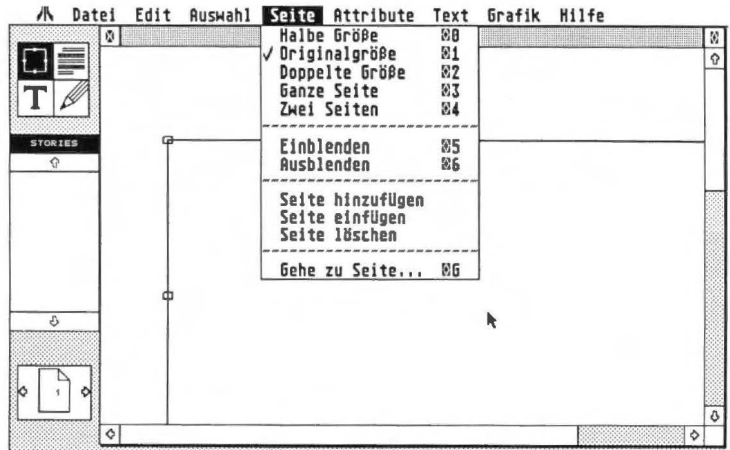 Datei Edit Auswahl Seite Attribute Text Grafik Hilfe
Halbe Größe 0
✓ Originalgröße 1
Doppelte Größe 2
Ganze Seite 3
Zwei Seiten 4
Einblenden 5
Ausblenden 6
Seite hinzufügen
Seite einfügen
Seite löschen
Gehe zu Seite... G
T
STORIES
1